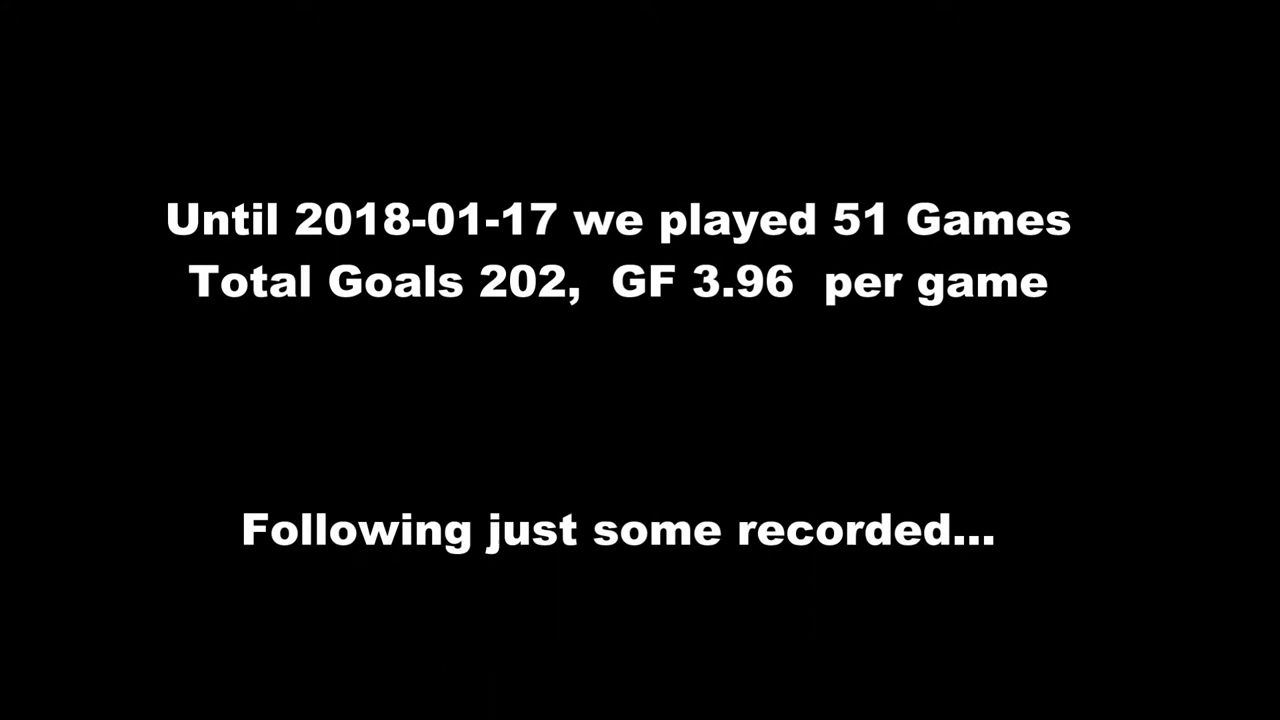 Until 2018-01-17 we played 51 Games
Total Goals 202,  GF 3.96  per game
Following just some recorded...